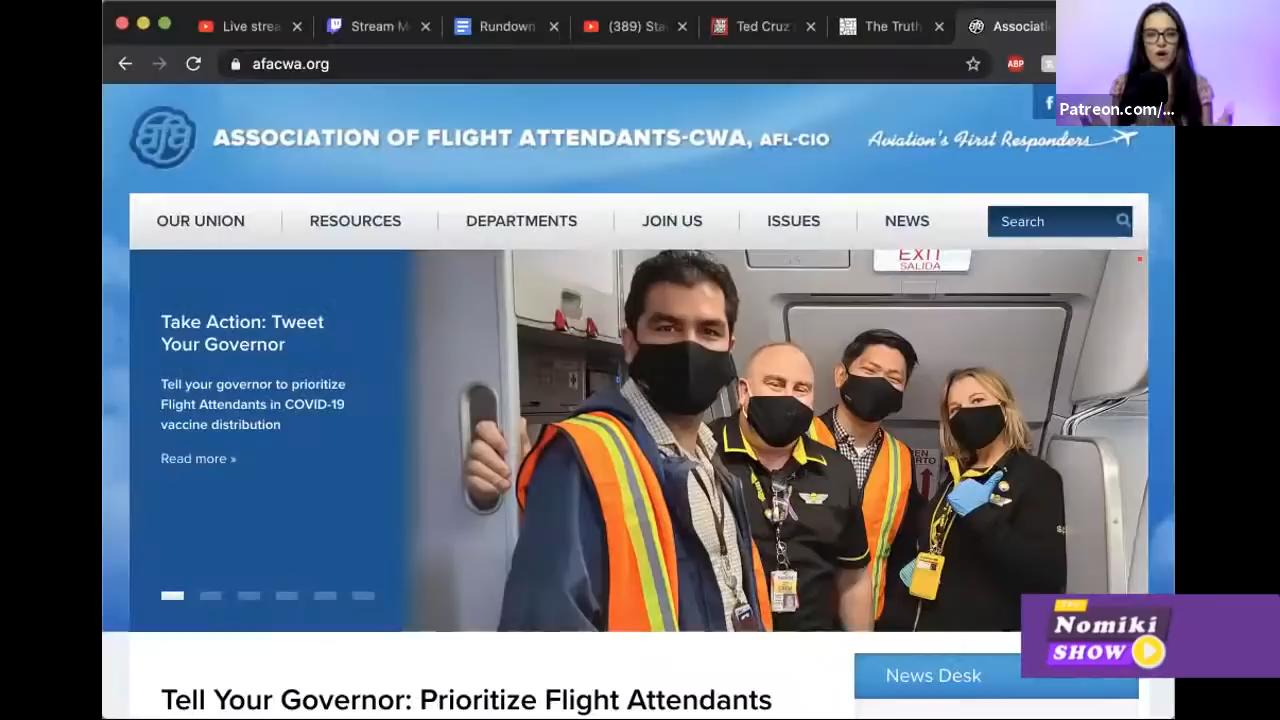 Live strea
Stream M
Rundown
(389) Sta
Ted Cruz
The Truth
Associati
afacwa.org
ABP
Patreon.com/...
f
afa
ASSOCIATION OF FLIGHT ATTENDANTS-CWA, AFL-CIO
Aviation's First Responders
OUR UNION
RESOURCES
DEPARTMENTS
JOIN US
ISSUES
NEWS
Search
EXIT
SALIDA
Take Action: Tweet
Your Governor
Tell your governor to prioritize
Flight Attendants in COVID-19
vaccine distribution
Read more »
THE
Nomiki
SHOW
News Desk
Tell Your Governor: Prioritize Flight Attendants